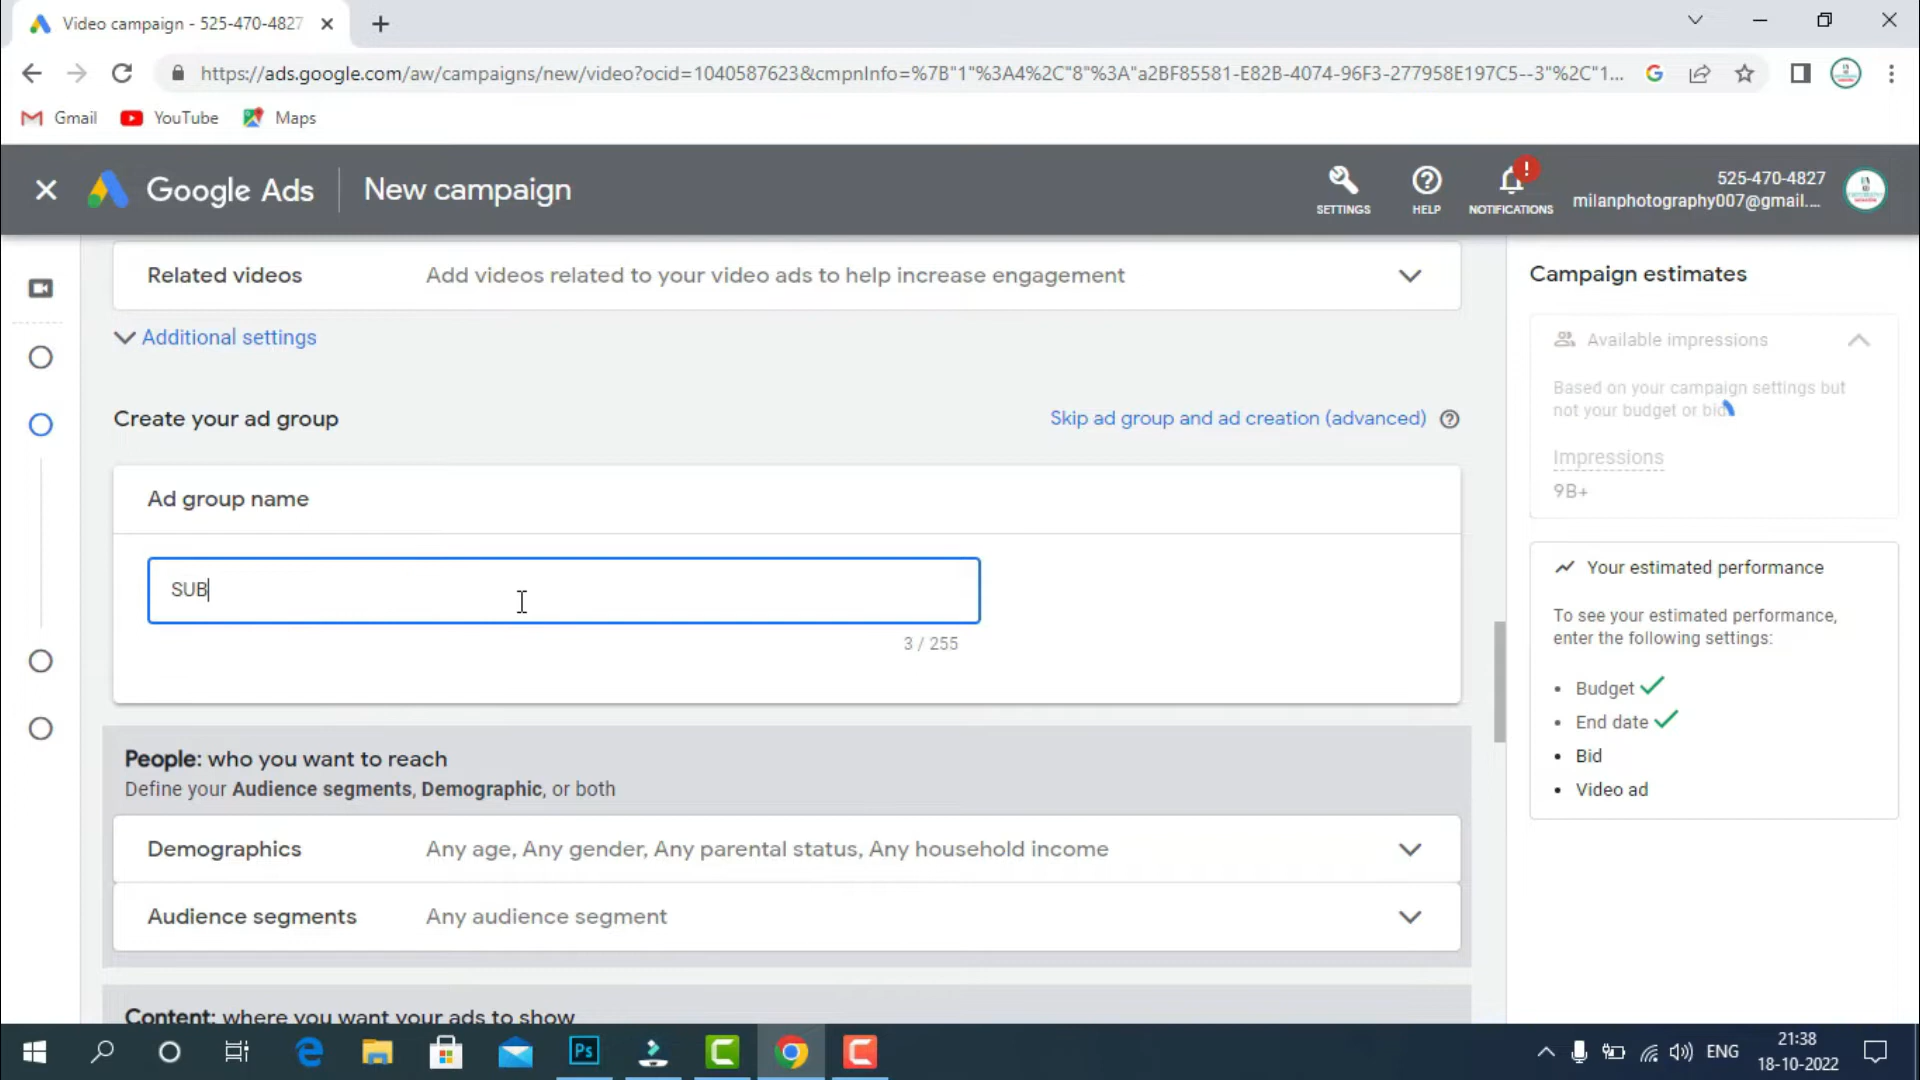 Video campaign - 525-470-4827
https://ads.google.com/aw/campaigns/new/video?ocid=1040587623&cmpnInfo=%7B"1"%3A4%2C"8"%3A"a2BF85581-E82B-4074-96F3-277958E197C5--3"%2C"1...
Gmail YouTube Maps
Google Ads New campaign
SETTINGS HELP NOTIFICATIONS
525-470-4827
milanphotography007@gmail....
Related videos Add videos related to your video ads to help increase engagement
Additional settings
Create your ad group Skip ad group and ad creation (advanced)
Ad group name
SUB
3 / 255
People: who you want to reach
Define your Audience segments, Demographic, or both
Demographics Any age, Any gender, Any parental status, Any household income
Audience segments Any audience segment
Content: where you want your ads to show
Campaign estimates
Available impressions
Based on your campaign settings but
not your budget or bid
Impressions
9B+
Your estimated performance
To see your estimated performance,
enter the following settings:
• Budget
• End date
• Bid
• Video ad
Ps
ENG
21:38
18-10-2022